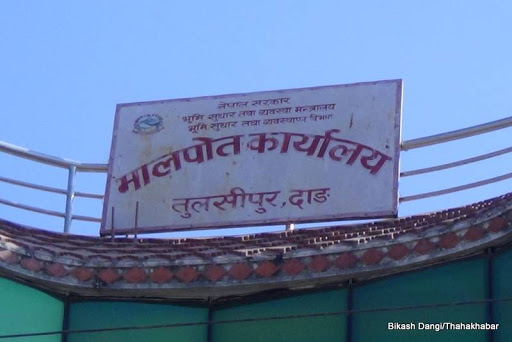 नेपाल सरकार
भूमि सुधार तथा व्यवस्था मन्त्रालय
भूमि सुधार तथा व्यवस्थापन विभाग
मालपोत कार्यालय
तुलसीपुर, दाङ
Bikash Dangi/Thahakhabar